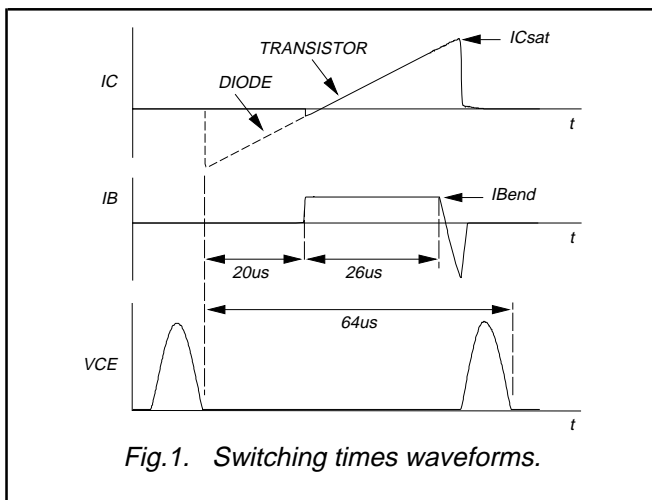 ICsat
TRANSISTOR
IC
DIODE
t
IB
IBend
t
20us
26us
64us
VCE
t
Fig.1. Switching times waveforms.